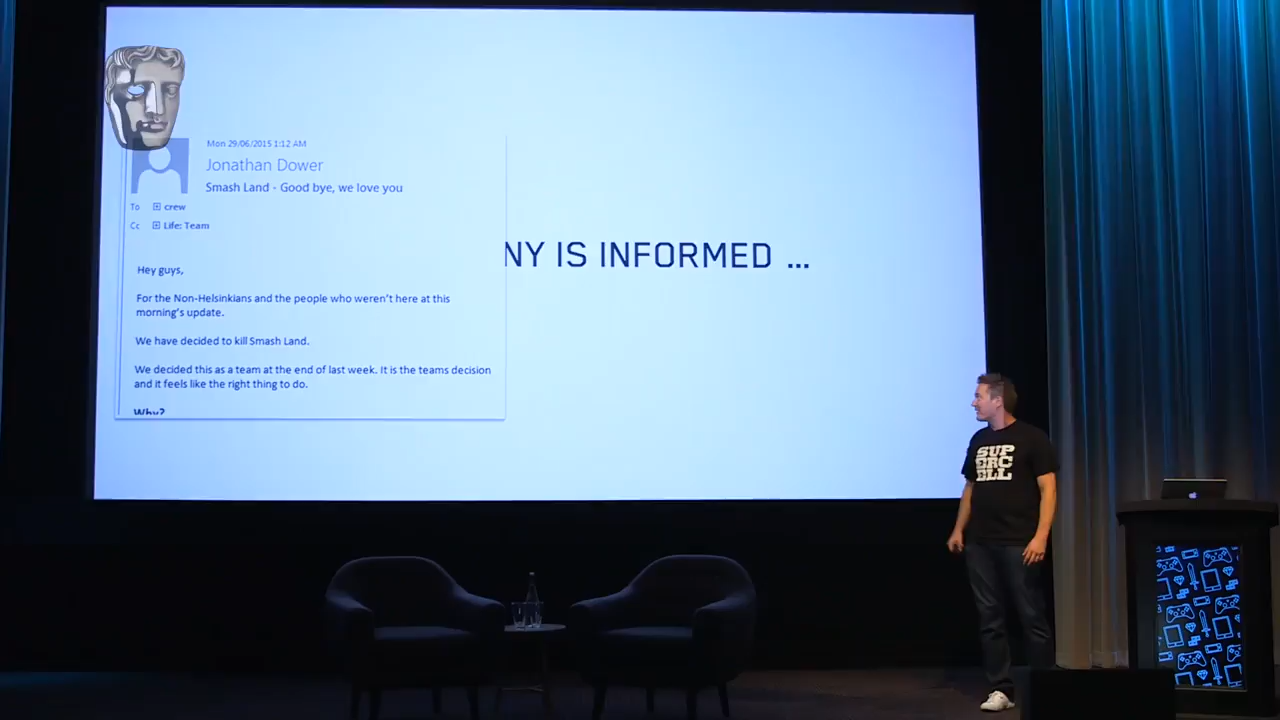 Mon 29/06/2015 1:12 AM
Jonathan Dower
Smash Land - Good bye, we love you
To crew
Cc Life: Team
NY IS INFORMED ...
Hey guys,
For the Non-Helsinkians and the people who weren't here at this
morning's update.
We have decided to kill Smash Land.
We decided this as a team at the end of last week. It is the teams decision
and it feels like the right thing to do.
Why?
SUP
ERC
ELL